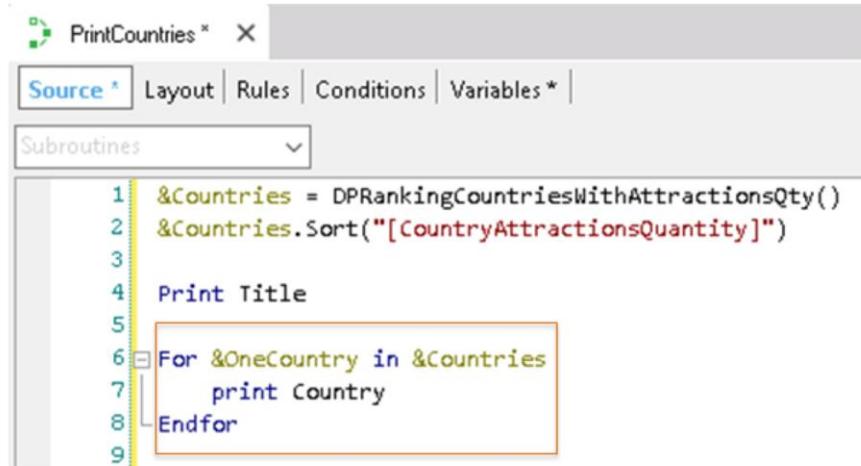 PrintCountries *
Source * Layout Rules Conditions Variables *
Subroutines
1 &Countries = DPRankingCountriesWithAttractionsQty()
2 &Countries.Sort("[CountryAttractionsQuantity]")
3
4 Print Title
5
6 For &OneCountry in &Countries
7 print Country
8 Endfor
9